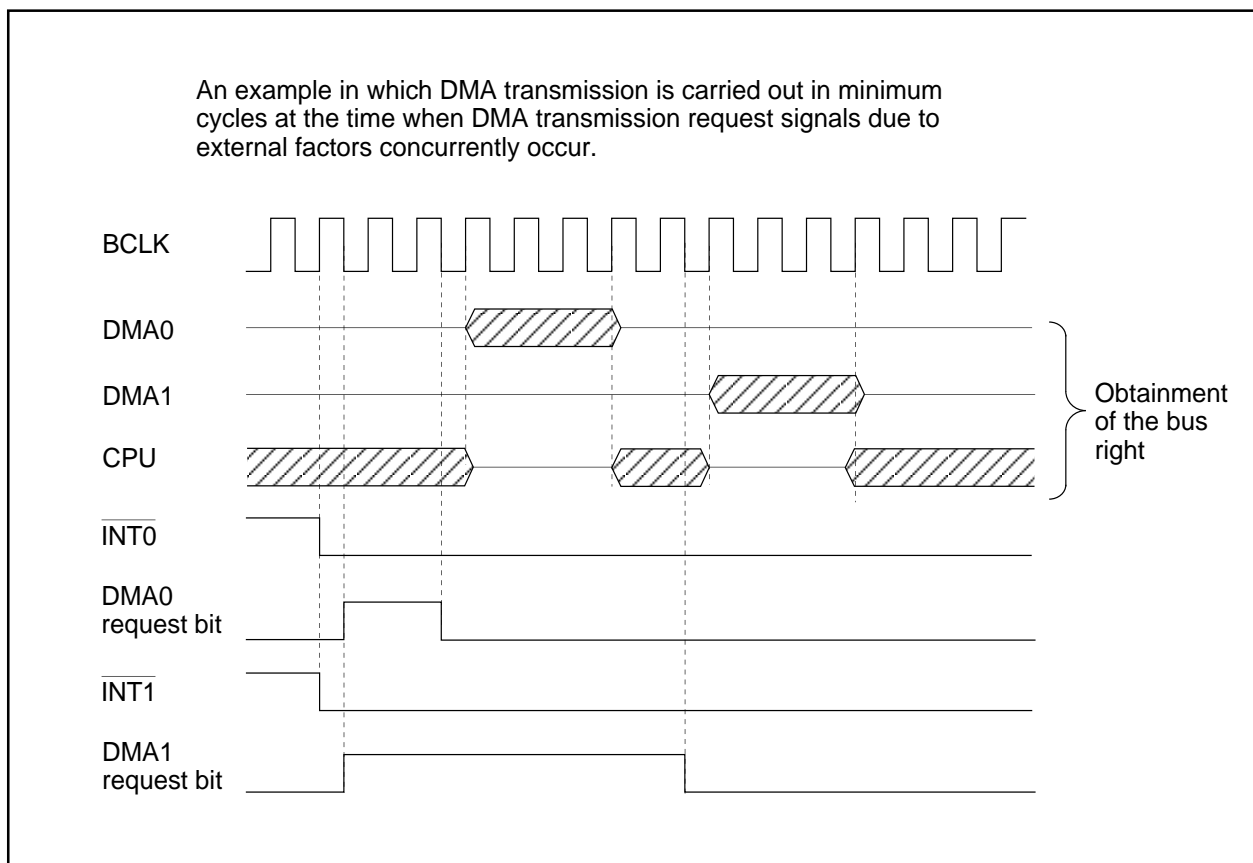 An example in which DMA transmission is carried out in minimum
cycles at the time when DMA transmission request signals due to
external factors concurrently occur.
BCLK
DMA0
DMA1
CPU
Obtainment
of the bus
right
INT0
DMA0
request bit
INT1
DMA1
request bit